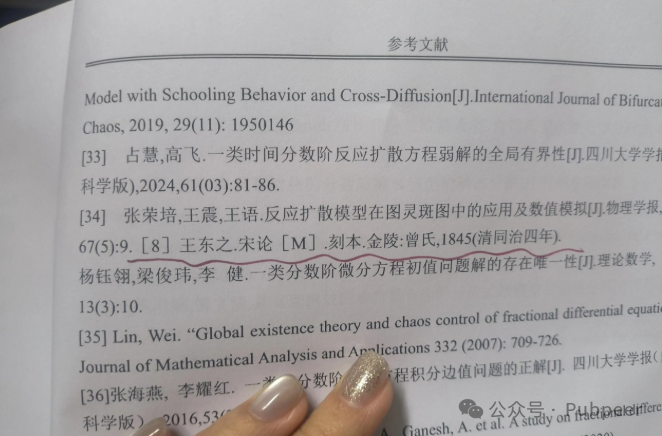 参考文献
Model with Schooling Behavior and Cross-Diffusion[J].International Journal of Bifurcat
Chaos, 2019, 29(11): 1950146
[33] 占慧,高飞.一类时间分数阶反应扩散方程弱解的全局有界性[J].四川大学学报
科学版),2024,61(03):81-86.
[34] 张荣培,王震,王语.反应扩散模型在图灵斑图中的应用及数值模拟[J].物理学报,
67(5):9.［8］王东之.宋论［M］.刻本.金陵:曾氏,1845(清同治四年).
杨钰翎,梁俊玮,李 健.一类分数阶微分方程初值问题解的存在唯一性[J].理论数学,
13(3):10.
[35] Lin, Wei. “Global existence theory and chaos control of fractional differential equati
Journal of Mathematical Analysis and Applications 332 (2007): 709-726.
[36]张海燕, 李耀红. 一类分数阶 程积分边值问题的正解[J]. 四川大学学报(
科学版） 2016,53(
A., Ganesh, A. et al. A study on fractional differe
公众号 · Pubpeer